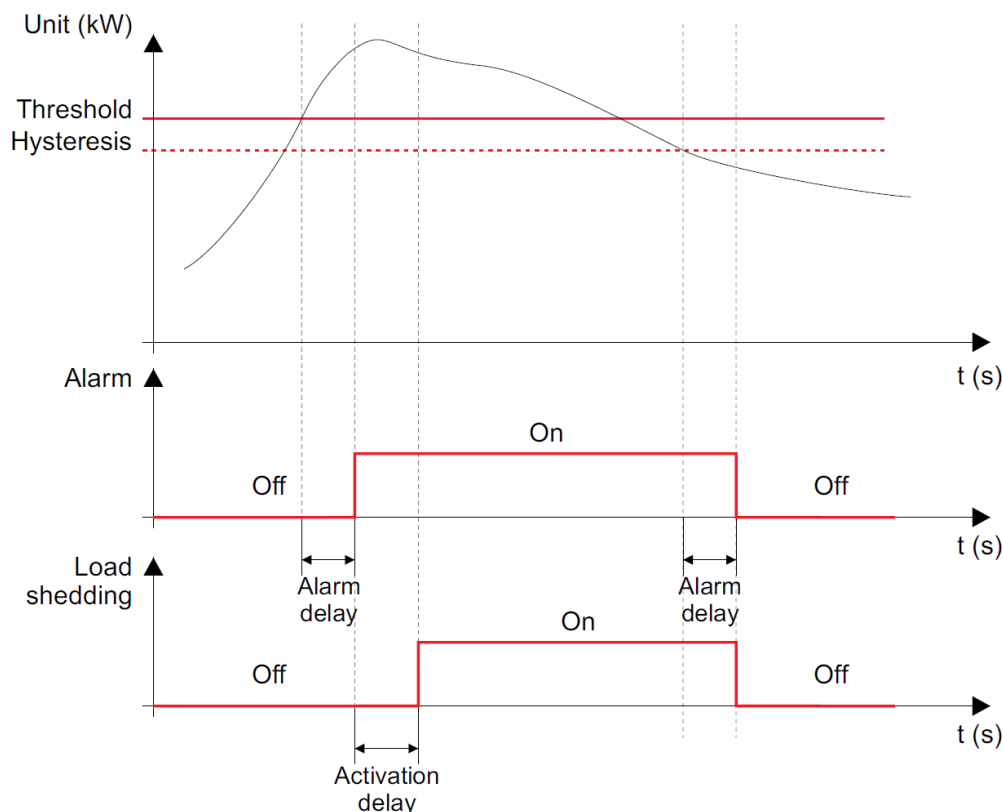 Unit (kW)
Threshold
Hysteresis
t (s)
Alarm
On
Off
Off
t (s)
Alarm
delay
Alarm
delay
Load
shedding
On
Off
Off
t (s)
Activation
delay